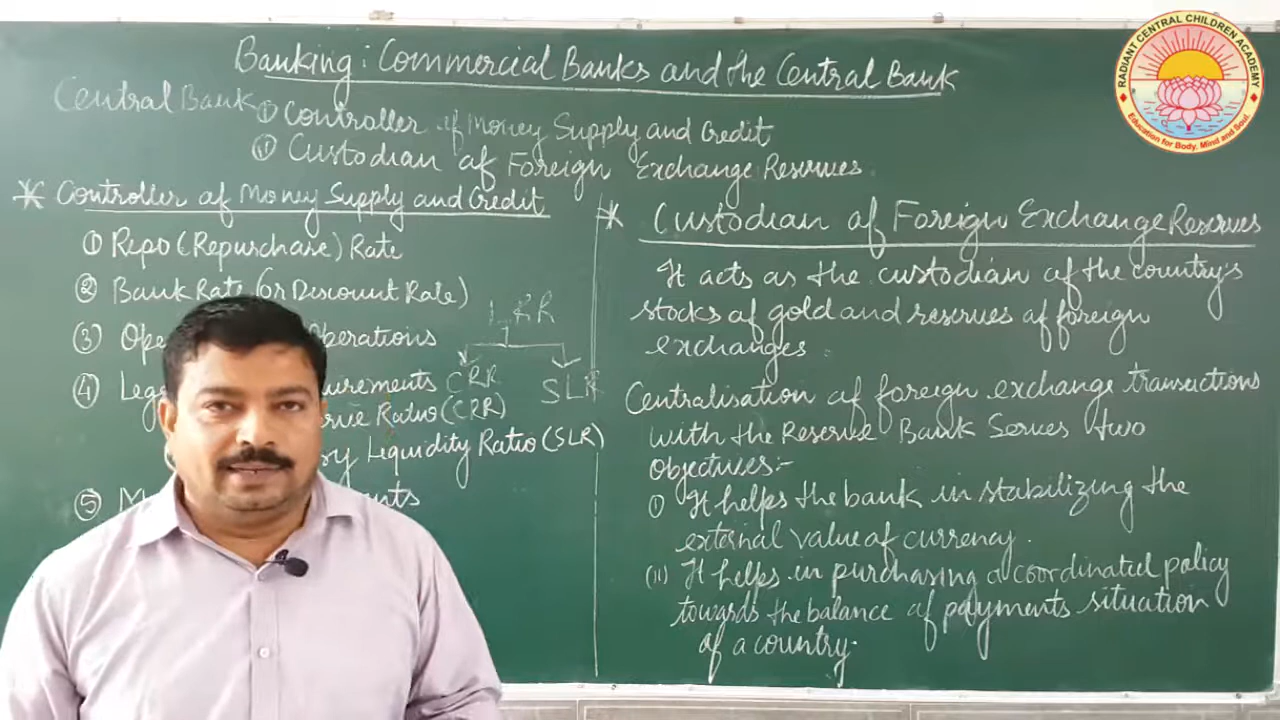 Banking : Commercial Banks and the Central Bank
Central Bank (i) Controller of Money Supply and Credit
(ii) Custodian of Foreign Exchange Reserves.
* Controller of Money Supply and Credit
① Repo (Repurchase) Rate
② Bank Rate (or Discount Rate)
③ Ope Operations
④ Leg urements
rve Ratio (CRR)
ry Liquidity Ratio (SLR)
⑤ M nts
LRR
CRR SLR
* Custodian of Foreign Exchange Reserves
It acts as the custodian of the country's
stocks of gold and reserves of foreign
exchanges.
Centralisation of foreign exchange transactions
with the Reserve Bank Serves two
Objectives:-
(i) It helps the bank in stabilizing the
external value of currency.
(ii) It helps in purchasing a coordinated policy
towards the balance of payments situation
of a country.
RADIANT CENTRAL CHILDREN ACADEMY
Education for Body, Mind and Soul.